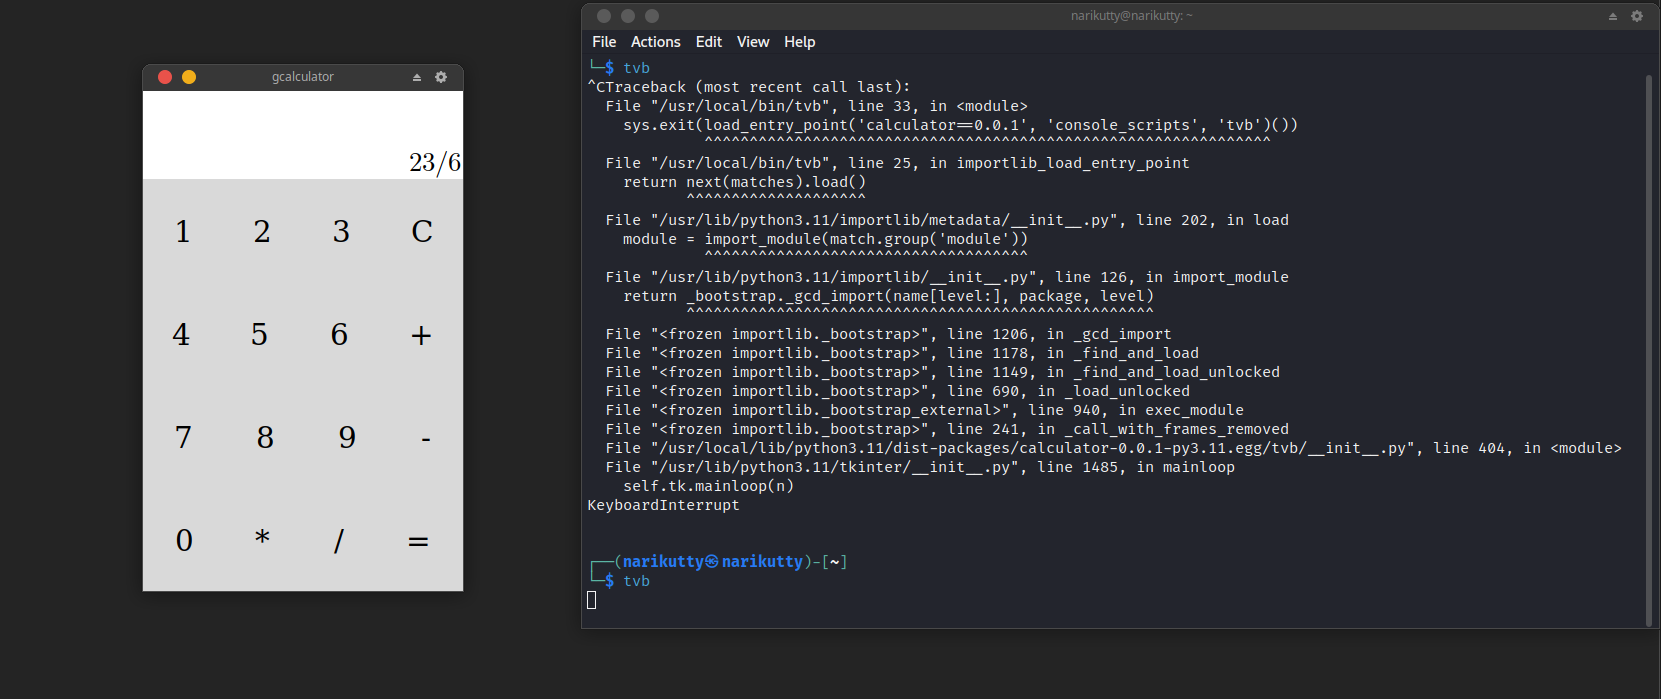 gcalculator
23/6
1 2 3 C
4 5 6 +
7 8 9 -
0 * / =
narikutty@narikutty: ~
File Actions Edit View Help
└─$ tvb
^CTraceback (most recent call last):
  File "/usr/local/bin/tvb", line 33, in <module>
    sys.exit(load_entry_point('calculator==0.0.1', 'console_scripts', 'tvb')())
             ^^^^^^^^^^^^^^^^^^^^^^^^^^^^^^^^^^^^^^^^^^^^^^^^^^^^^^^^^^^^^^^
  File "/usr/local/bin/tvb", line 25, in importlib_load_entry_point
    return next(matches).load()
           ^^^^^^^^^^^^^^^^^^^^
  File "/usr/lib/python3.11/importlib/metadata/__init__.py", line 202, in load
    module = import_module(match.group('module'))
             ^^^^^^^^^^^^^^^^^^^^^^^^^^^^^^^^^^^^
  File "/usr/lib/python3.11/importlib/__init__.py", line 126, in import_module
    return _bootstrap._gcd_import(name[level:], package, level)
           ^^^^^^^^^^^^^^^^^^^^^^^^^^^^^^^^^^^^^^^^^^^^^^^^^^^^
  File "<frozen importlib._bootstrap>", line 1206, in _gcd_import
  File "<frozen importlib._bootstrap>", line 1178, in _find_and_load
  File "<frozen importlib._bootstrap>", line 1149, in _find_and_load_unlocked
  File "<frozen importlib._bootstrap>", line 690, in _load_unlocked
  File "<frozen importlib._bootstrap_external>", line 940, in exec_module
  File "<frozen importlib._bootstrap>", line 241, in _call_with_frames_removed
  File "/usr/local/lib/python3.11/dist-packages/calculator-0.0.1-py3.11.egg/tvb/__init__.py", line 404, in <module>
  File "/usr/lib/python3.11/tkinter/__init__.py", line 1485, in mainloop
    self.tk.mainloop(n)
KeyboardInterrupt
┌──(narikutty㉿narikutty)-[~]
└─$ tvb